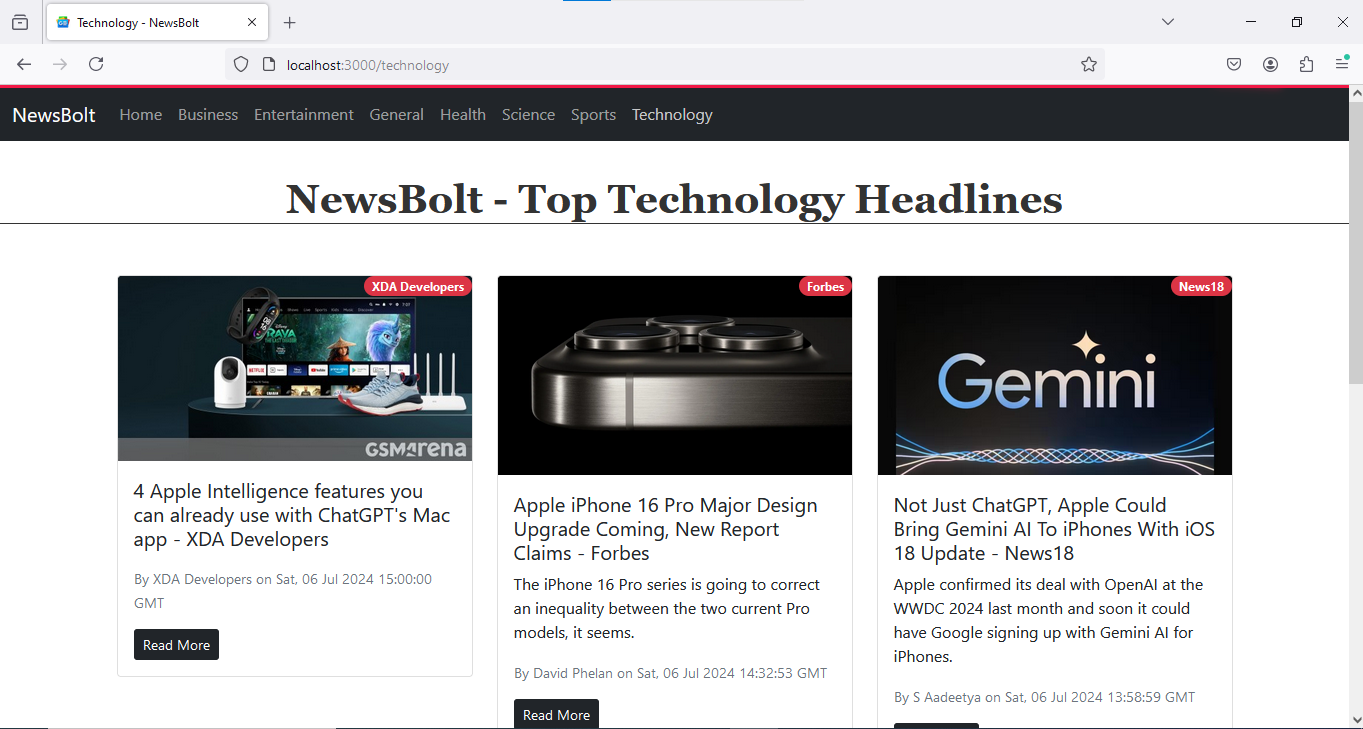 Technology - NewsBolt
localhost:3000/technology
NewsBolt Home Business Entertainment General Health Science Sports Technology
NewsBolt - Top Technology Headlines
XDA Developers
GSMArena
4 Apple Intelligence features you
can already use with ChatGPT's Mac
app - XDA Developers
By XDA Developers on Sat, 06 Jul 2024 15:00:00
GMT
Read More
Forbes
Apple iPhone 16 Pro Major Design
Upgrade Coming, New Report
Claims - Forbes
The iPhone 16 Pro series is going to correct
an inequality between the two current Pro
models, it seems.
By David Phelan on Sat, 06 Jul 2024 14:32:53 GMT
Read More
News18
Gemini
Not Just ChatGPT, Apple Could
Bring Gemini AI To iPhones With iOS
18 Update - News18
Apple confirmed its deal with OpenAI at the
WWDC 2024 last month and soon it could
have Google signing up with Gemini AI for
iPhones.
By S Aadeetya on Sat, 06 Jul 2024 13:58:59 GMT